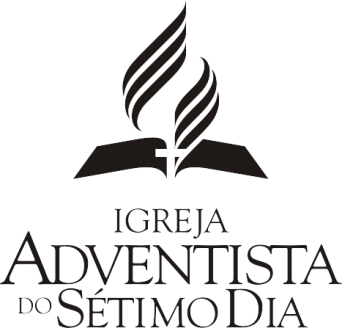 IGREJA
ADVENTISTA
DO SÉTIMO DIA